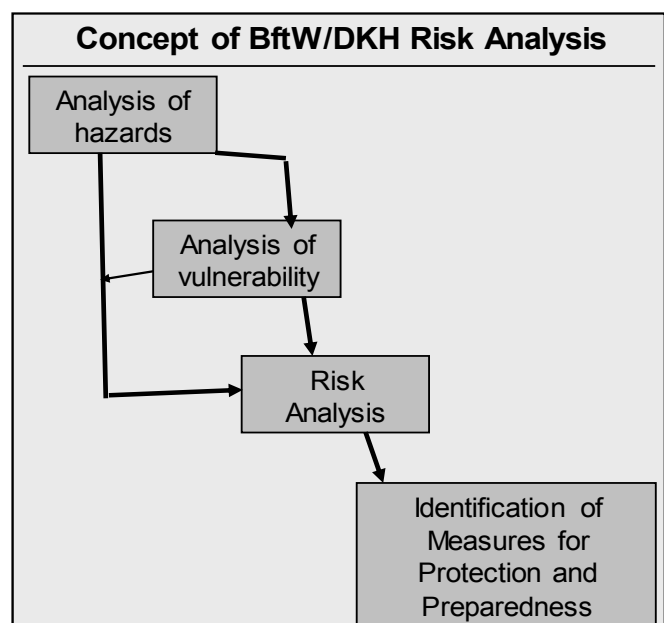 Concept of BftW/DKH Risk Analysis
Analysis of
hazards
Analysis of
vulnerability
Risk
Analysis
Identification of
Measures for
Protection and
Preparedness